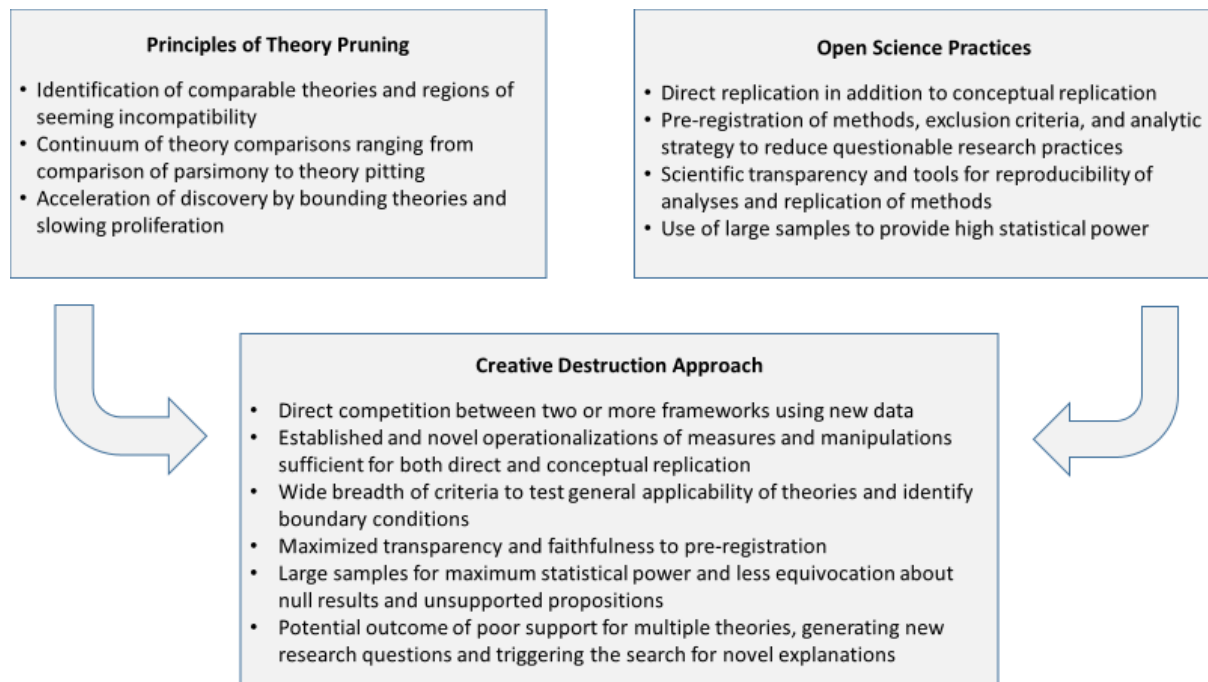 Principles of Theory Pruning
• Identification of comparable theories and regions of
seeming incompatibility
• Continuum of theory comparisons ranging from
comparison of parsimony to theory pitting
• Acceleration of discovery by bounding theories and
slowing proliferation
Open Science Practices
• Direct replication in addition to conceptual replication
• Pre-registration of methods, exclusion criteria, and analytic
strategy to reduce questionable research practices
• Scientific transparency and tools for reproducibility of
analyses and replication of methods
• Use of large samples to provide high statistical power
Creative Destruction Approach
• Direct competition between two or more frameworks using new data
• Established and novel operationalizations of measures and manipulations
sufficient for both direct and conceptual replication
• Wide breadth of criteria to test general applicability of theories and identify
boundary conditions
• Maximized transparency and faithfulness to pre-registration
• Large samples for maximum statistical power and less equivocation about
null results and unsupported propositions
• Potential outcome of poor support for multiple theories, generating new
research questions and triggering the search for novel explanations